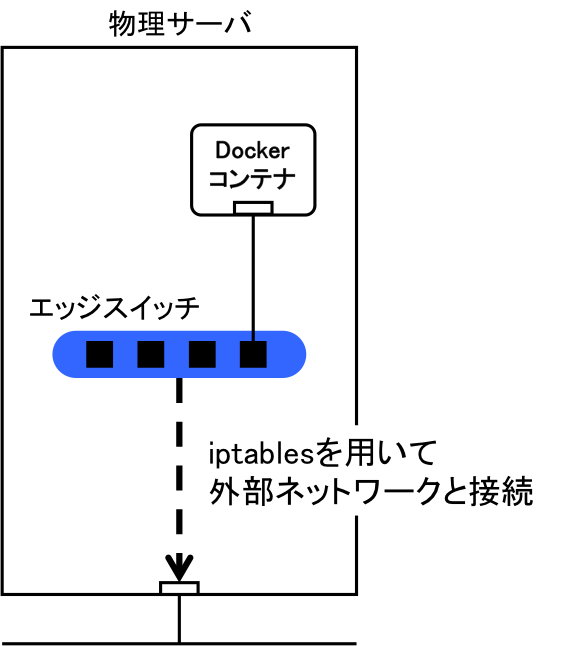 物理サーバ
Docker
コンテナ
エッジスイッチ
iptablesを用いて
外部ネットワークと接続